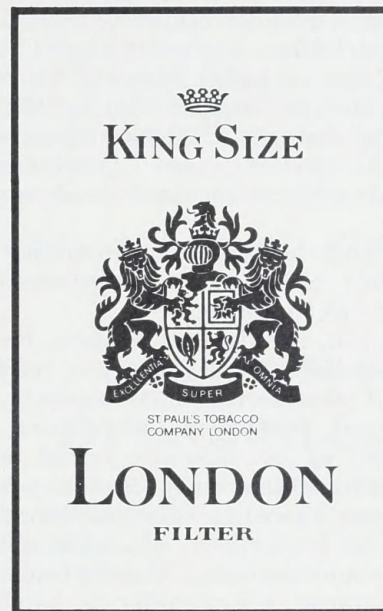 KING SIZE
EXCELLENTIA SUPER OMNIA
ST PAUL'S TOBACCO
COMPANY LONDON
LONDON
FILTER